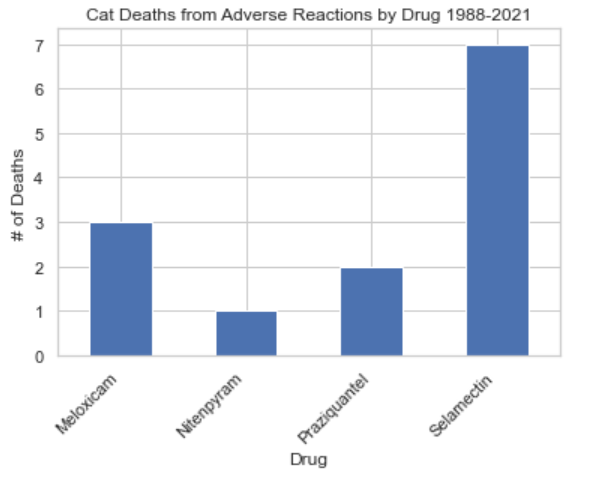 Cat Deaths from Adverse Reactions by Drug 1988-2021
# of Deaths
7
6
5
4
3
2
1
0
Meloxicam
Nitenpyram
Praziquantel
Selamectin
Drug